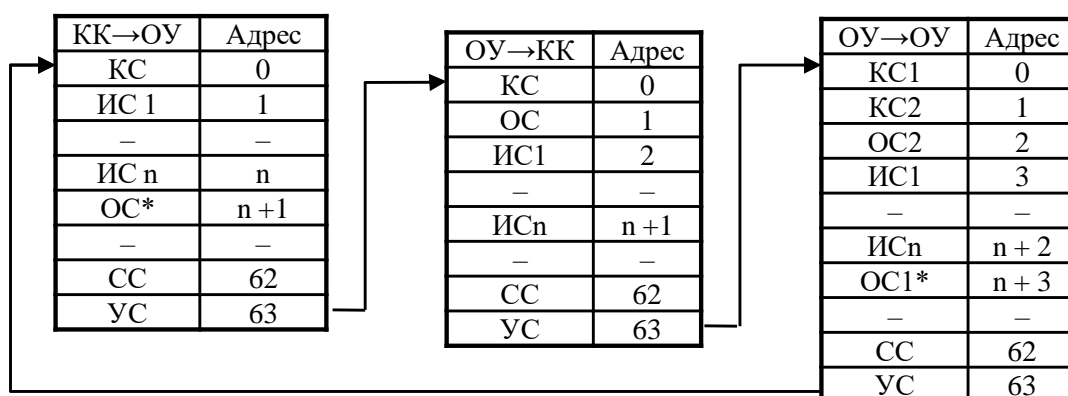 КК→ОУ Адрес
КС 0
ИС 1 1
– –
ИС n n
ОС* n +1
– –
СС 62
УС 63
ОУ→КК Адрес
КС 0
ОС 1
ИС1 2
– –
ИСn n +1
– –
СС 62
УС 63
ОУ→ОУ Адрес
КС1 0
КС2 1
ОС2 2
ИС1 3
– –
ИСn n + 2
ОС1* n + 3
– –
СС 62
УС 63